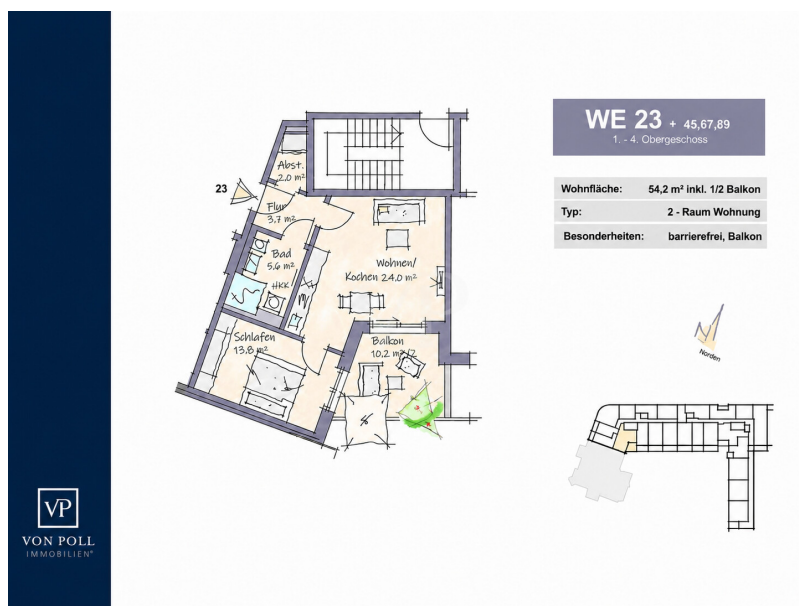 WE 23 + 45,67,89
1. - 4. Obergeschoss
Wohnfläche: 54,2 m² inkl. 1/2 Balkon
Typ: 2 - Raum Wohnung
Besonderheiten: barrierefrei, Balkon
Abst.
2.0 m²
23
Flur
3.7 m²
Bad
5.6 m²
HKK
Wohnen/
Kochen 24.0 m²
Schlafen
13.8 m²
Balkon
10.2 m²/2
Norden
VP
VON POLL
IMMOBILIEN®